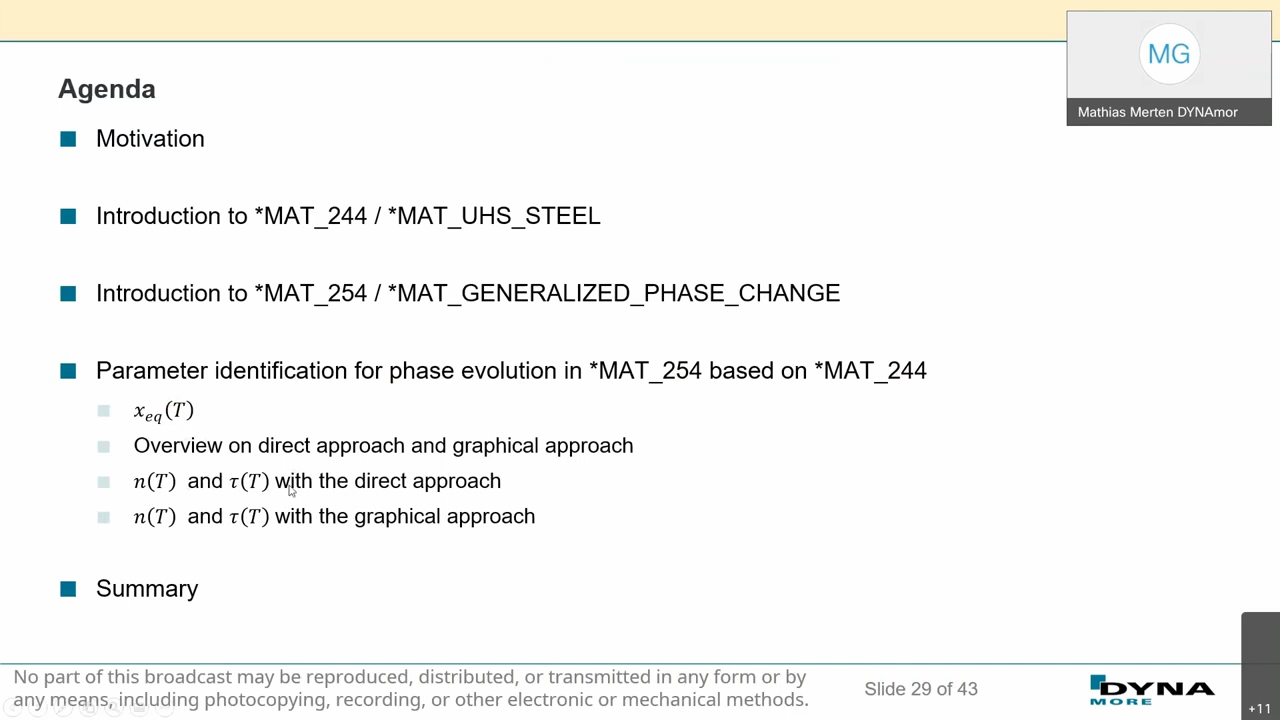 MG
Mathias Merten DYNAmor
Agenda
Motivation
Introduction to *MAT_244 / *MAT_UHS_STEEL
Introduction to *MAT_254 / *MAT_GENERALIZED_PHASE_CHANGE
Parameter identification for phase evolution in *MAT_254 based on *MAT_244
x_eq(T)
Overview on direct approach and graphical approach
n(T) and τ(T) with the direct approach
n(T) and τ(T) with the graphical approach
Summary
No part of this broadcast may be reproduced, distributed, or transmitted in any form or by
any means, including photocopying, recording, or other electronic or mechanical methods.
Slide 29 of 43
DYNA
MORE
+11